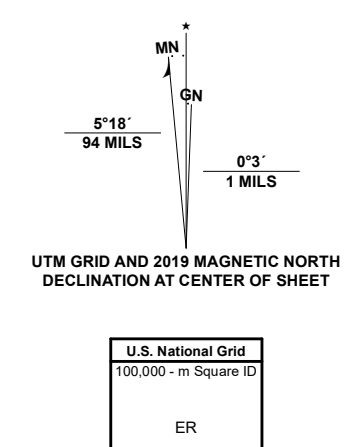 MN
GN
5°18´
94 MILS
0°3´
1 MILS
UTM GRID AND 2019 MAGNETIC NORTH
DECLINATION AT CENTER OF SHEET
U.S. National Grid
100,000 - m Square ID
ER